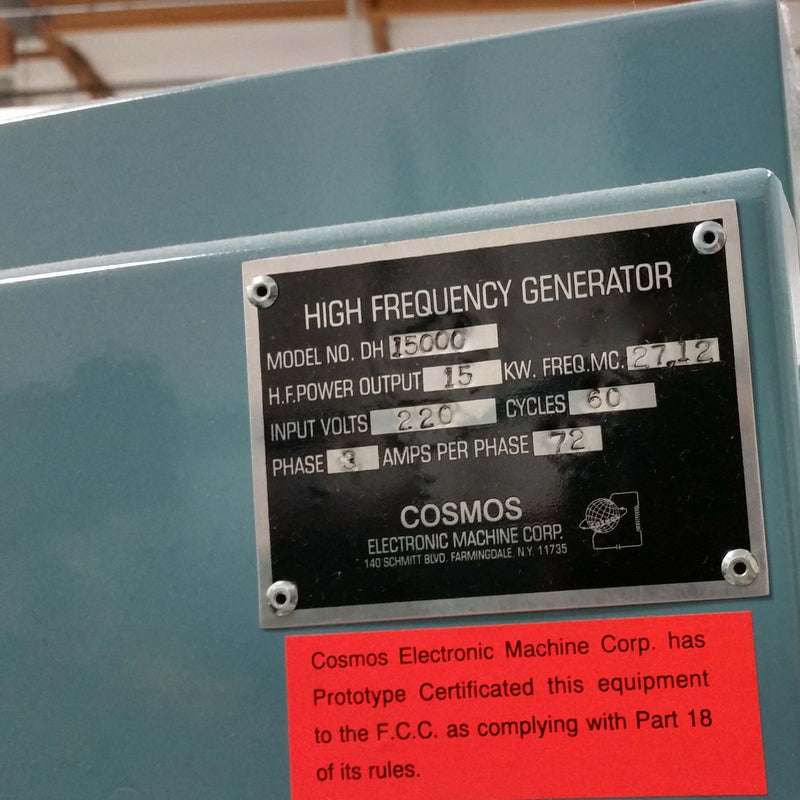 HIGH FREQUENCY GENERATOR
MODEL NO. DH 15000
H.F. POWER OUTPUT 15 KW. FREQ.MC. 27.12
INPUT VOLTS 220 CYCLES 60
PHASE 3 AMPS PER PHASE 72
COSMOS
ELECTRONIC MACHINE CORP.
140 SCHMITT BLVD. FARMINGDALE, N.Y. 11735
Cosmos Electronic Machine Corp. has
Prototype Certificated this equipment
to the F.C.C. as complying with Part 18
of its rules.